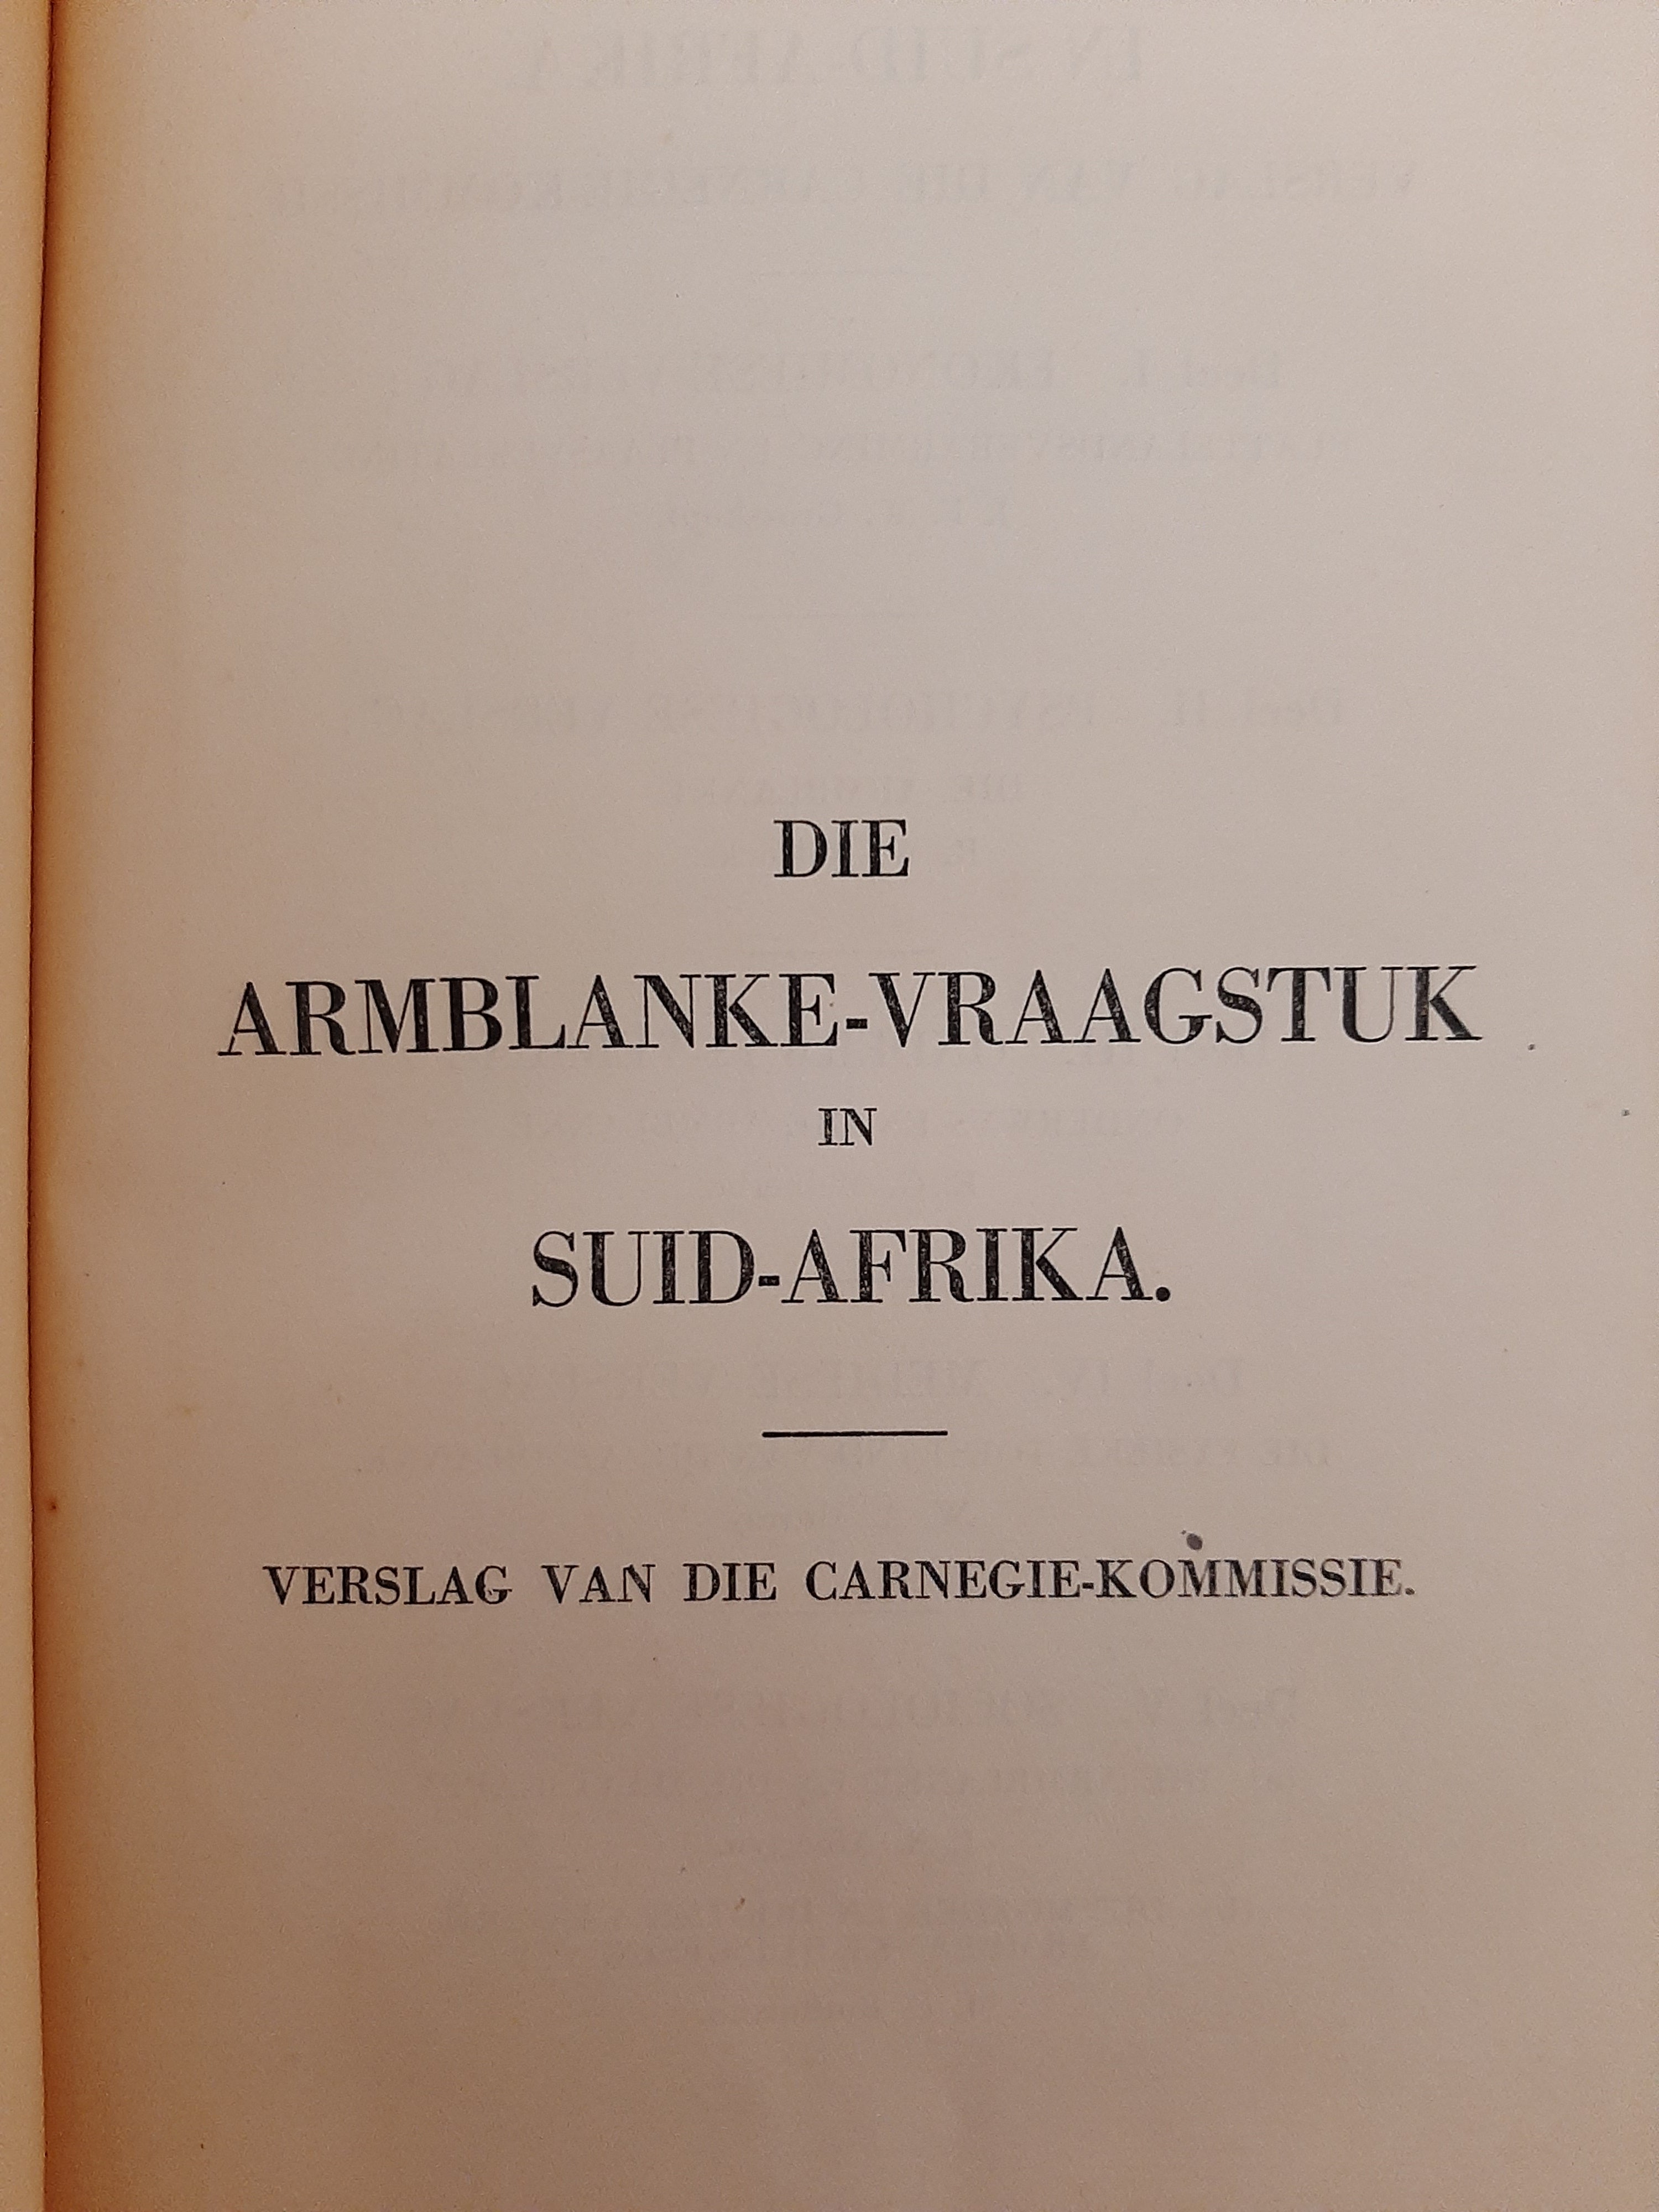 DIE
ARMBLANKE-VRAAGSTUK
IN
SUID-AFRIKA.
VERSLAG VAN DIE CARNEGIE-KOMMISSIE.